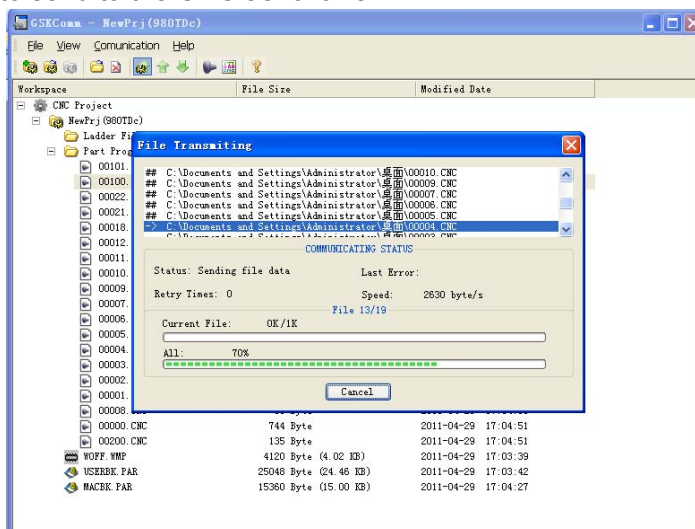 GSKComm - NewPrj(980TDc)
File View Comunication Help
Workspace File Size Modified Date
CNC Project
NewPrj(980TDc)
Ladder Fi
Part Prog
File Transmiting
00101.
00100.
00022.
00021.
00018.
00012.
00011.
00010.
00009.
00007.
00006.
00005.
00004.
00003.
00002.
00001.
00008.
## C:\Documents and Settings\Administrator\桌面\00010.CNC
## C:\Documents and Settings\Administrator\桌面\00009.CNC
## C:\Documents and Settings\Administrator\桌面\00007.CNC
## C:\Documents and Settings\Administrator\桌面\00006.CNC
## C:\Documents and Settings\Administrator\桌面\00005.CNC
-> C:\Documents and Settings\Administrator\桌面\00004.CNC
COMMUNICATING STATUS
Status: Sending file data Last Error:
Retry Times: 0 Speed: 2630 byte/s
File 13/19
Current File: 0K/1K
All: 70%
Cancel
00000.CNC 744 Byte 2011-04-29 17:04:51
00200.CNC 135 Byte 2011-04-29 17:04:51
WOFF.WMP 4120 Byte (4.02 KB) 2011-04-29 17:03:39
USERBK.PAR 25048 Byte (24.46 KB) 2011-04-29 17:03:42
MACBK.PAR 15360 Byte (15.00 KB) 2011-04-29 17:04:27